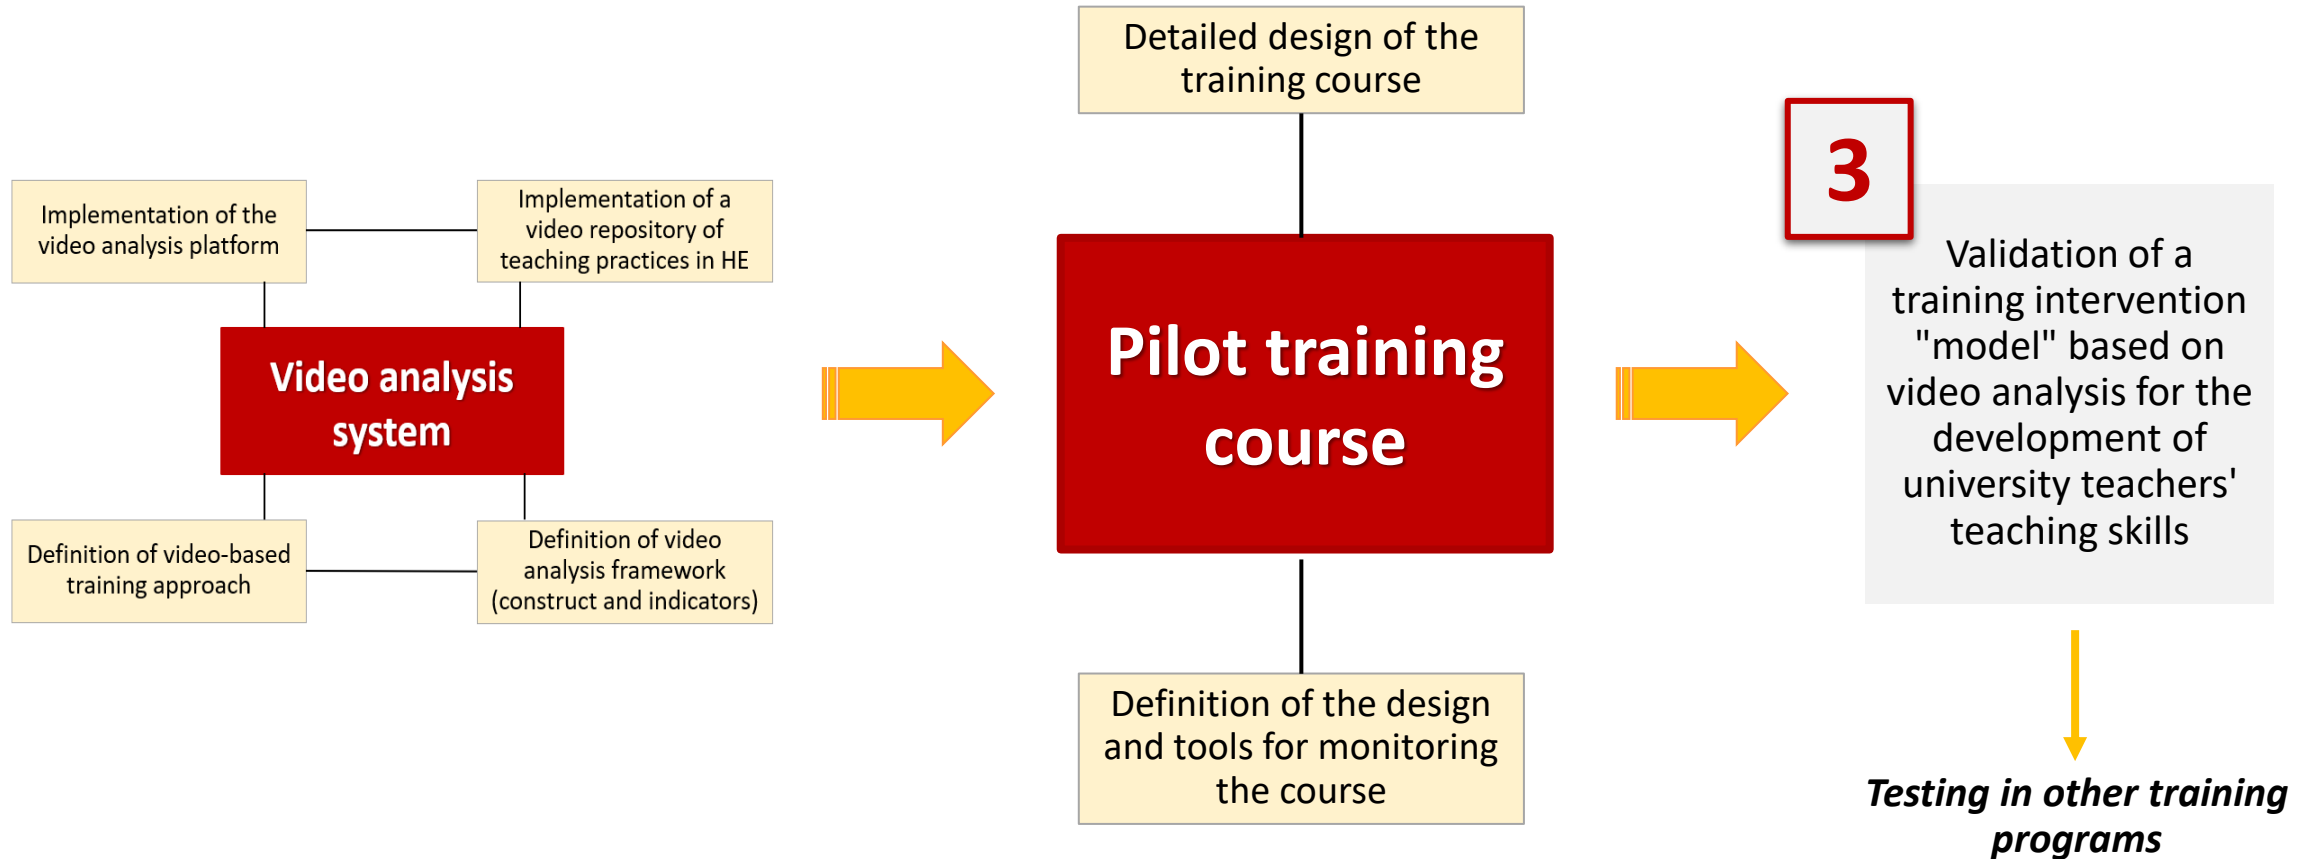 Implementation of the
video analysis platform
Implementation of a
video repository of
teaching practices in HE
Video analysis
system
Definition of video-based
training approach
Definition of video
analysis framework
(construct and indicators)
Detailed design of the
training course
Pilot training
course
Definition of the design
and tools for monitoring
the course
3
Validation of a
training intervention
"model" based on
video analysis for the
development of
university teachers'
teaching skills
Testing in other training
programs